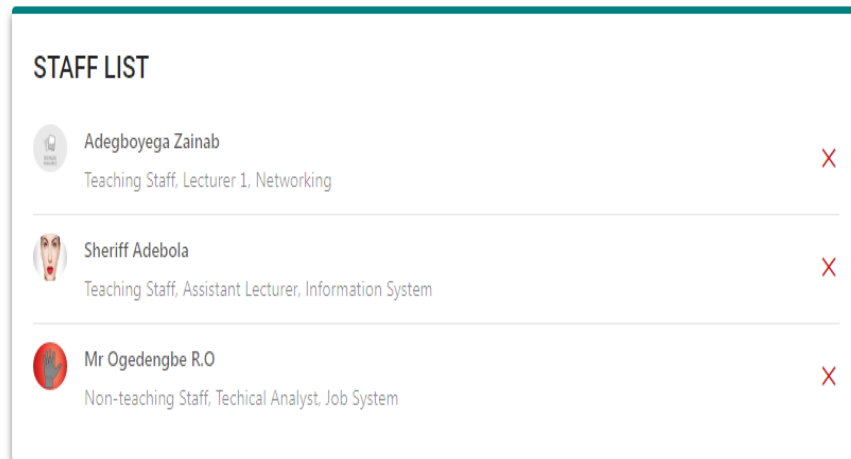 STAFF LIST
Adegboyega Zainab
Teaching Staff, Lecturer 1, Networking
Sheriff Adebola
Teaching Staff, Assistant Lecturer, Information System
Mr Ogedengbe R.O
Non-teaching Staff, Techical Analyst, Job System